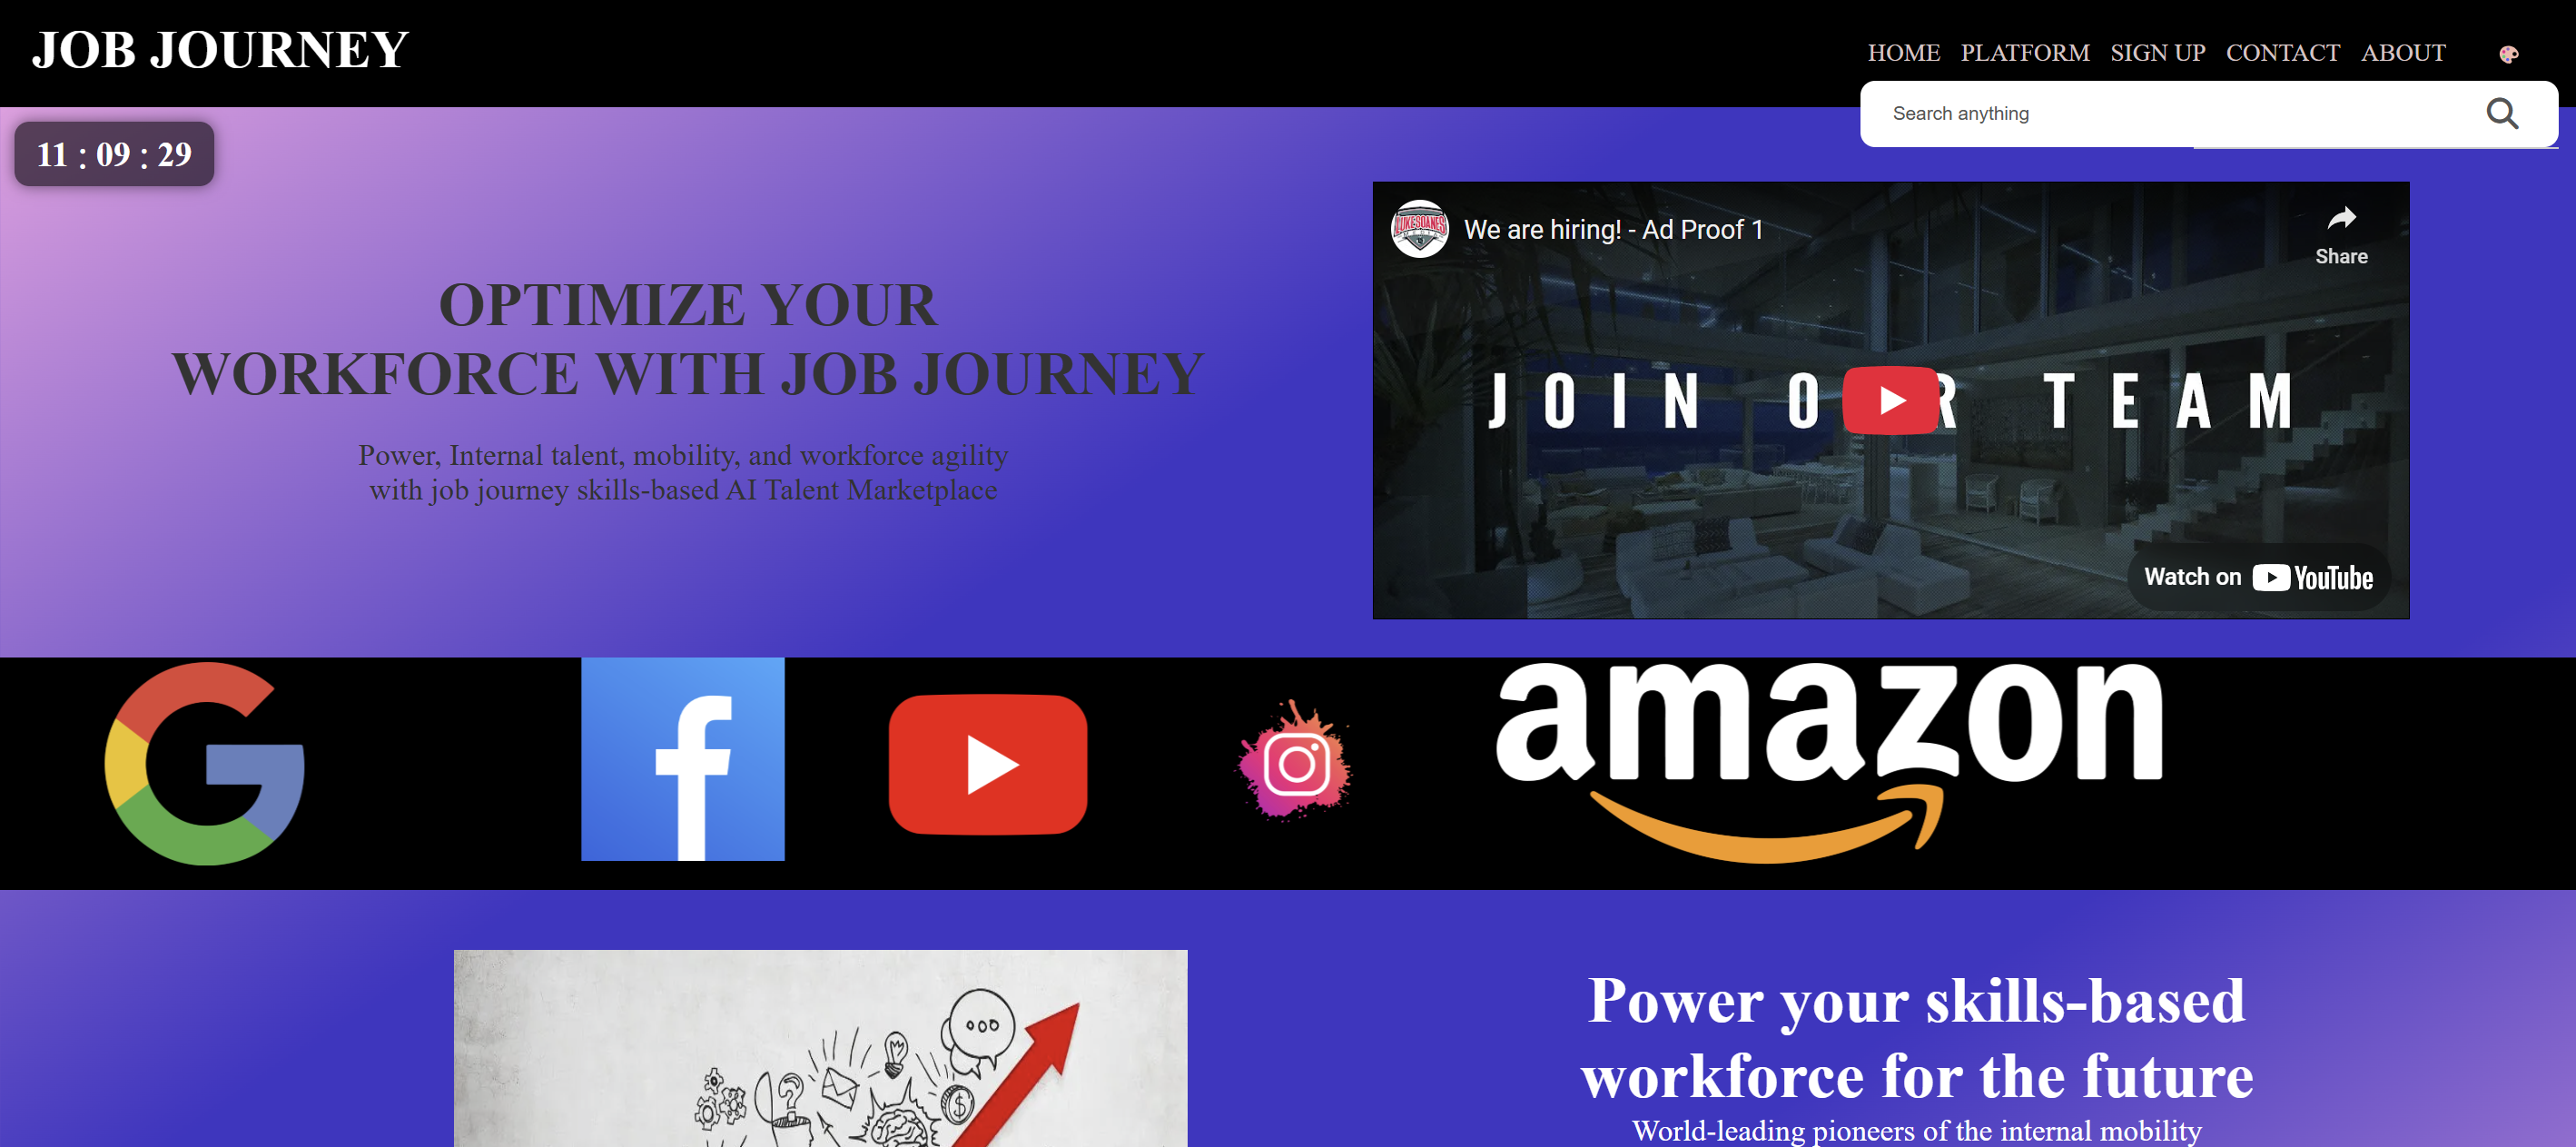 JOB JOURNEY
HOME PLATFORM SIGN UP CONTACT ABOUT
Search anything
11 : 09 : 29
We are hiring! - Ad Proof 1
Share
OPTIMIZE YOUR
WORKFORCE WITH JOB JOURNEY
Power, Internal talent, mobility, and workforce agility
with job journey skills-based AI Talent Marketplace
JOIN O R TEAM
Watch on YouTube
amazon
Power your skills-based
workforce for the future
World-leading pioneers of the internal mobility